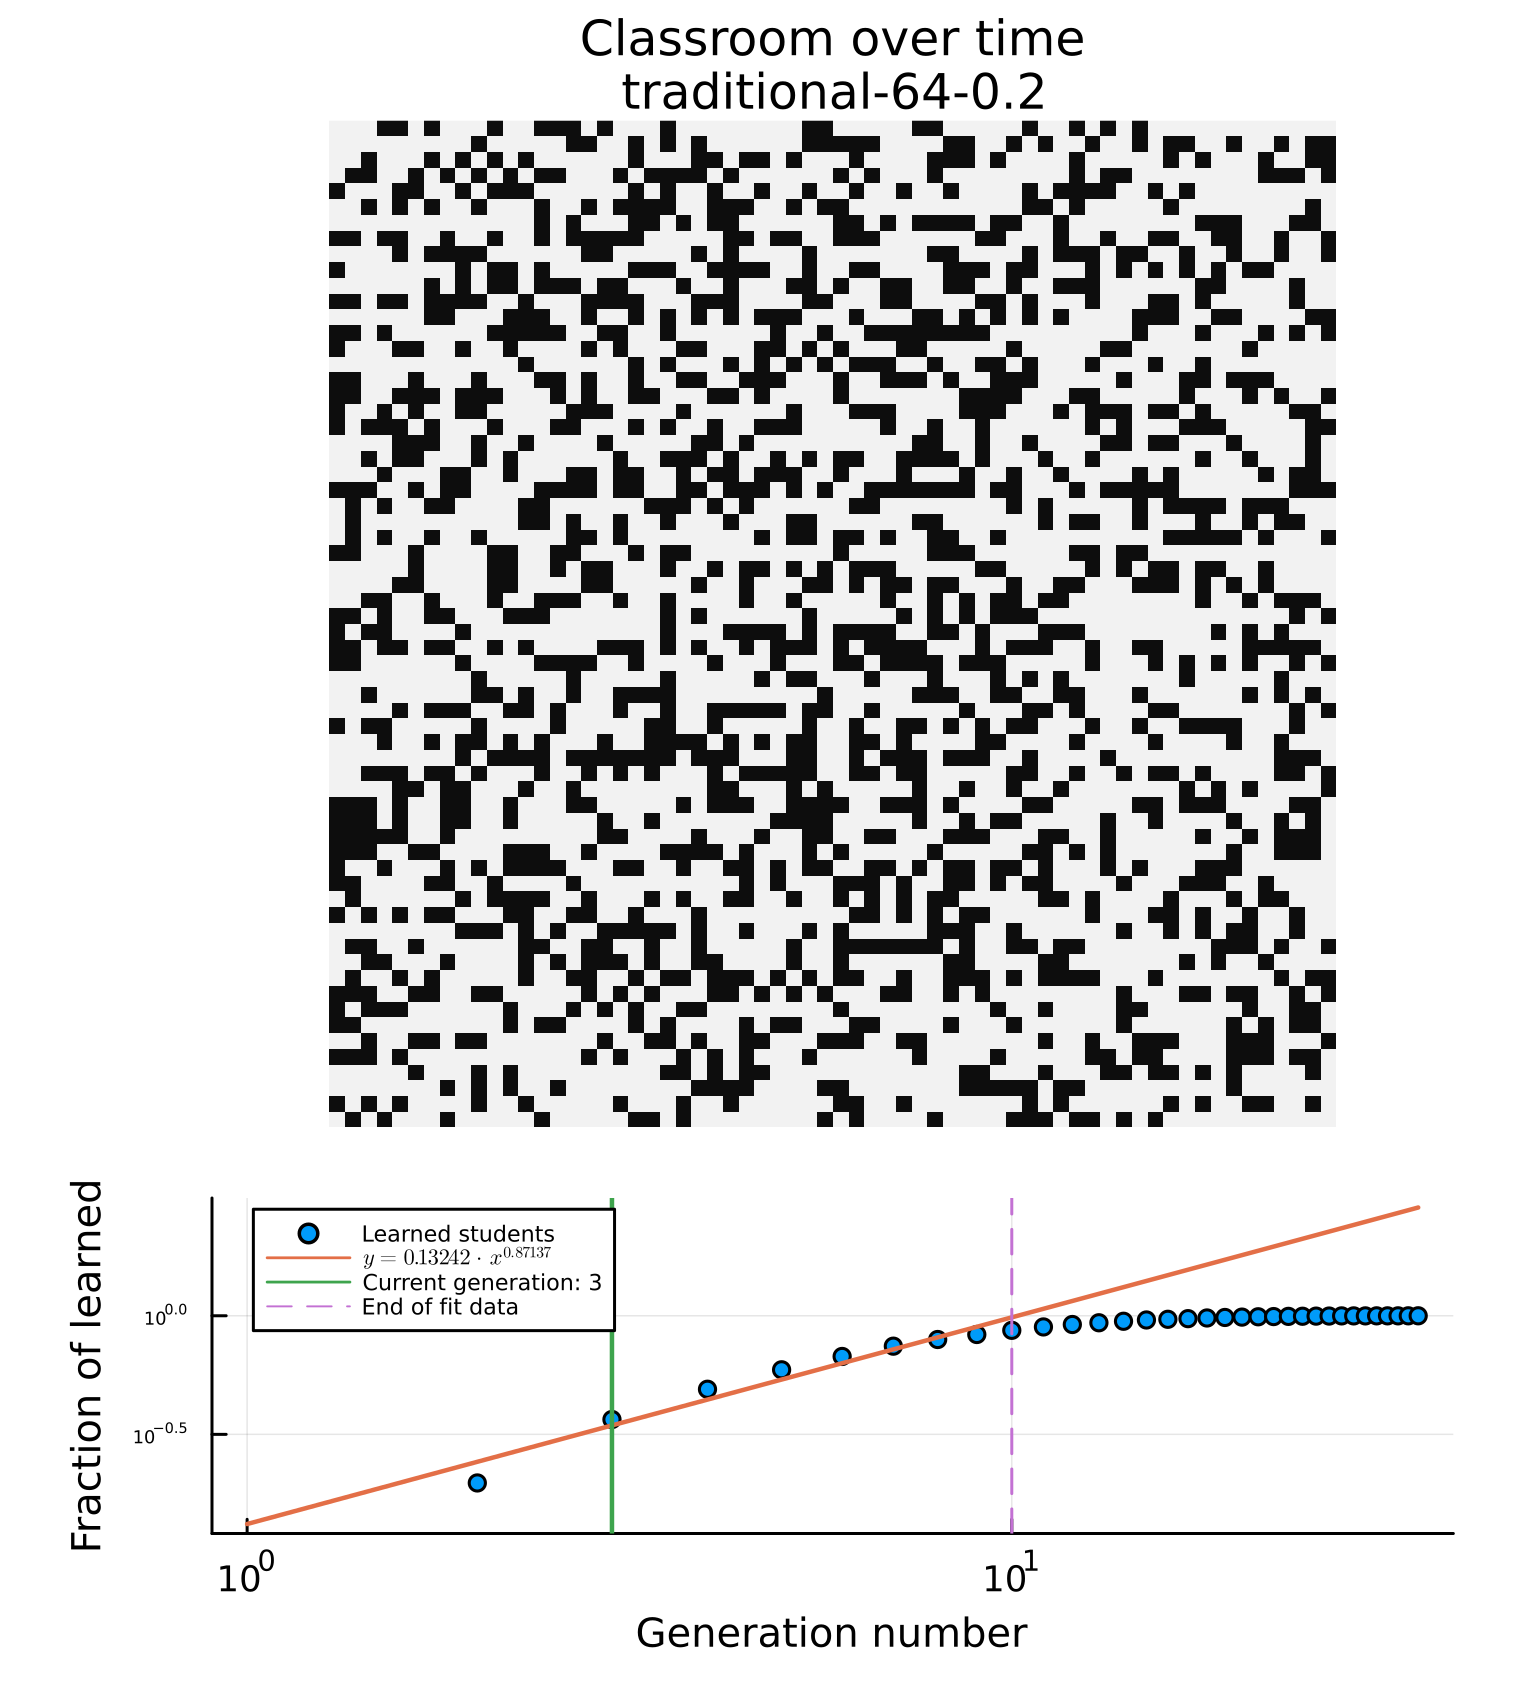 Classroom over time
traditional-64-0.2
Fraction of learned
Learned students
y = 0.13242 · x^0.87137
Current generation: 3
End of fit data
10^0.0
10^−0.5
10^0
10^1
Generation number